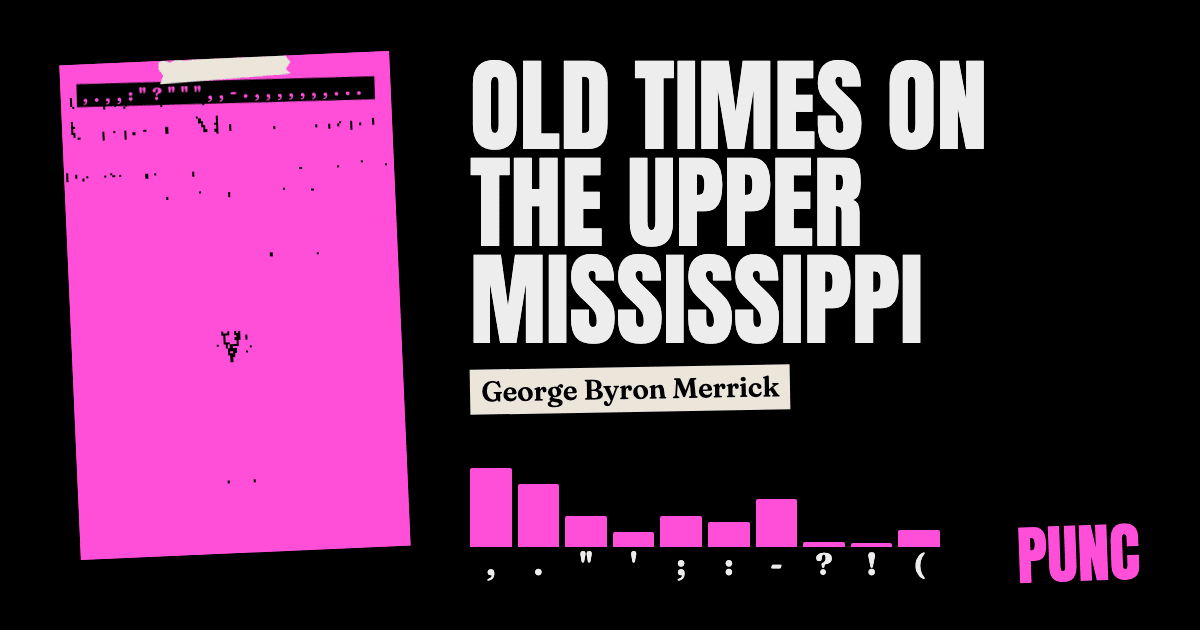 ,.,,:"?""",,-.,,,,,,,...
OLD TIMES ON
THE UPPER
MISSISSIPPI
George Byron Merrick
, . " ' ; : - ? ! (
PUNC